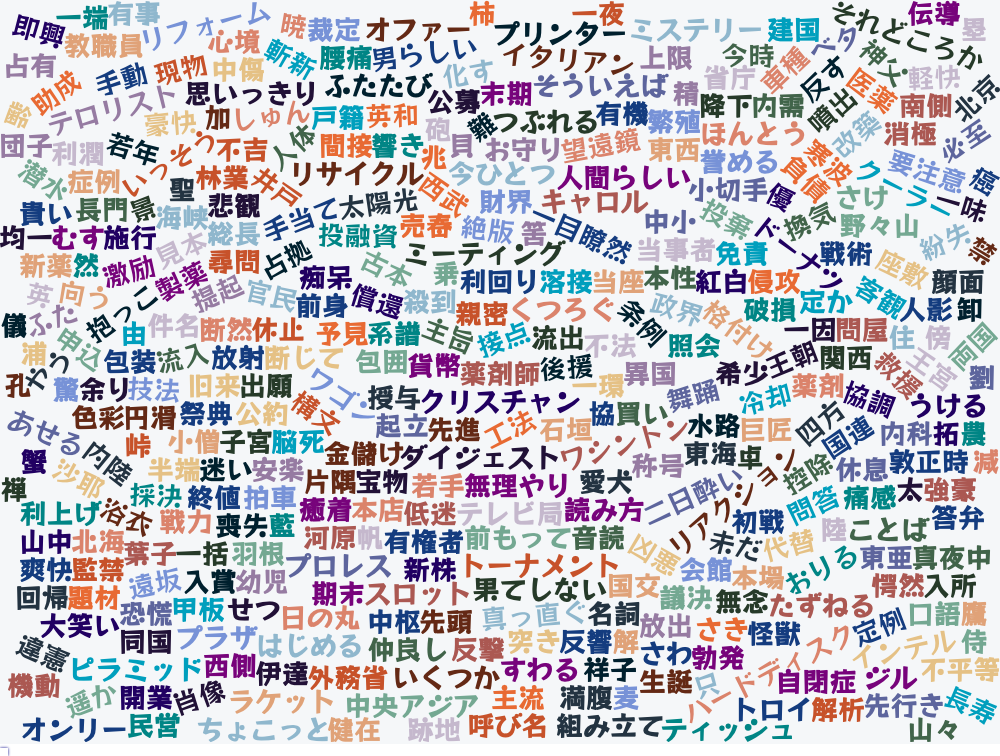 即興 一端 有事 リフォーム 暁 裁定 オファー 柿 プリンター 一夜 ミステリー 建国 ベタ それどころか 伝導 塁
占有 教職員 心境 斬新 腰痛 男らしい イタリアン 上限 今時 車種 反す 神父 軽快 北京
齢 助成 手動 現物 中傷 ふたたび 化す そういえば 省庁 精 医薬 南側
テロリスト 思いっきり 公募 末期 有機 降下 内需 噴出
団子 利潤 若年 豪快 加 しゅん 戸籍 英和 砲 難 つぶれる 繁殖 ほんとう 改築 消極 必至
潜水 症例 いっそう 不吉 人体 間接 響き 兆 貝 お守り 望遠鏡 東西 誉める 寒波 負債 クーラー 要注意 癌
貴い 長門 景 聖 林業 井戸 リサイクル 西武 今ひとつ 人間らしい 小切手 優 さけ 一味
海峡 悲観 手当て 太陽光 財界 キャロル 投棄 換気 野々山 紛失
均一 むす 施行 見本 総長 投融資 売春 絶版 筈 一目瞭然 中小 ドーメン 禁
新薬 然 激励 製薬 尋問 占拠 古本 ミーティング 当事者 免責 戦術 座敷 顔面
英 向う 抱っこ 提起 官民 痴呆 償還 乗 利回り 溶接 当座 本性 紅白 侵攻 客観 人影 卸
儀 ふた 申込 由 件名 断然 休止 前身 殺到 親密 くつろぐ 条例 政界 格付け 破損 定か 住 傍 両国
浦 やう 包装 流入 放射 断じて 予見 系譜 主旨 接点 流出 不法 照会 一因 問屋 王宮
孔 驚 余り 技法 旧来 出願 ワゴン 包囲 貨幣 薬剤師 後援 一環 異国 希少 王朝 関西 救援 劉
色彩 円滑 祭典 公約 構文 授与 クリスチャン 協 買い 舞踊 冷却 薬剤 協調 うける
あせる 内陸 峠 小僧 子宮 脳死 起立 先進 工法 石垣 ワシントン 水路 巨匠 四方 国連 内科 拓 農
蟹 沙耶 半端 迷い 安楽 金儲け ダイジェスト 称号 東海 卓 控除 休息 敦 正時 減
禅 浴衣 採決 終値 拍車 片隅 宝物 若手 無理やり 愛犬 二日酔い リアクション 問答 痛感 太 強豪
利上げ 戦力 喪失 藍 癒着 本店 低迷 テレビ局 読み方 初戦 陸 ことば 答弁
山中 北海 葉子 一括 羽根 河原 帆 有権者 前もって 音読 凶悪 未だ 代替
爽快 監禁 遠坂 入賞 幼児 プロレス 新株 トーナメント 会館 本場 おりる 東亜 真夜中
回帰 題材 恐慌 甲板 せつ 期末 スロット 果てしない 国交 議決 無念 たずねる 愕然 入所
大笑い 同国 プラザ 日の丸 中枢 先頭 真っ直ぐ 名詞 放出 さき 怪獣 定例 口語 鷹
違憲 はじめる 仲良し 反撃 突き 反響 解 さわ 勃発 ハードディスク インテル 侍
機動 ピラミッド 西側 伊達 外務省 いくつか すわる 祥子 生誕 只 自閉症 ジル 不平等
遥か 開業 肖像 ラケット 中央アジア 主流 満腹 麦 トロイ 解析 先行き 長寿
オンリー 民営 ちょこっと 健在 跡地 呼び名 組み立て ティッシュ 山々